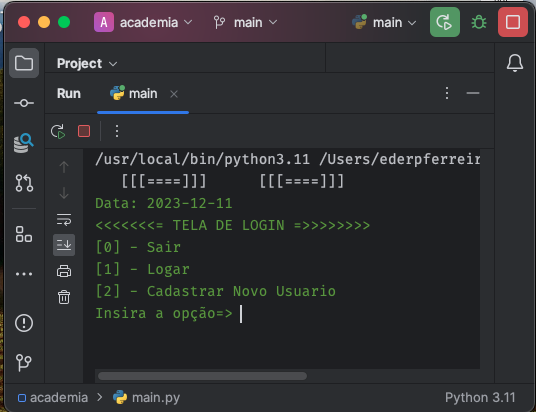 A academia main main
Project
Run main
/usr/local/bin/python3.11 /Users/ederpferreir
[[[====]]] [[[====]]]
Data: 2023-12-11
<<<<<<<= TELA DE LOGIN =>>>>>>>>
[0] - Sair
[1] - Logar
[2] - Cadastrar Novo Usuario
Insira a opção=>
academia > main.py Python 3.11